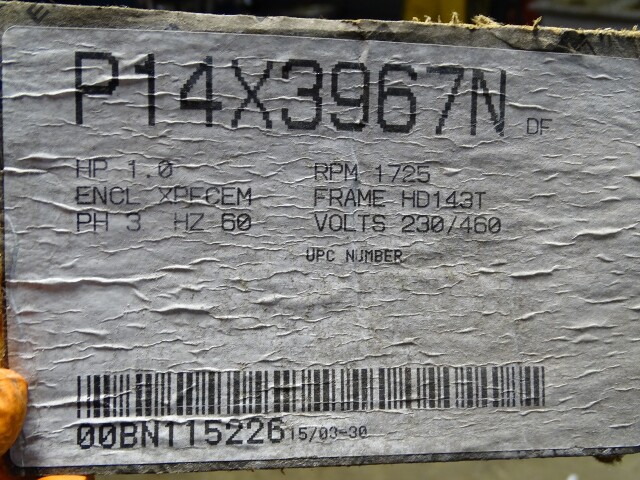 P14X3967N DF
HP 1.0 RPM 1725
ENCL XPFCEM FRAME HD143T
PH 3 HZ 60 VOLTS 230/460
UPC NUMBER
00BN115226 15/03-30